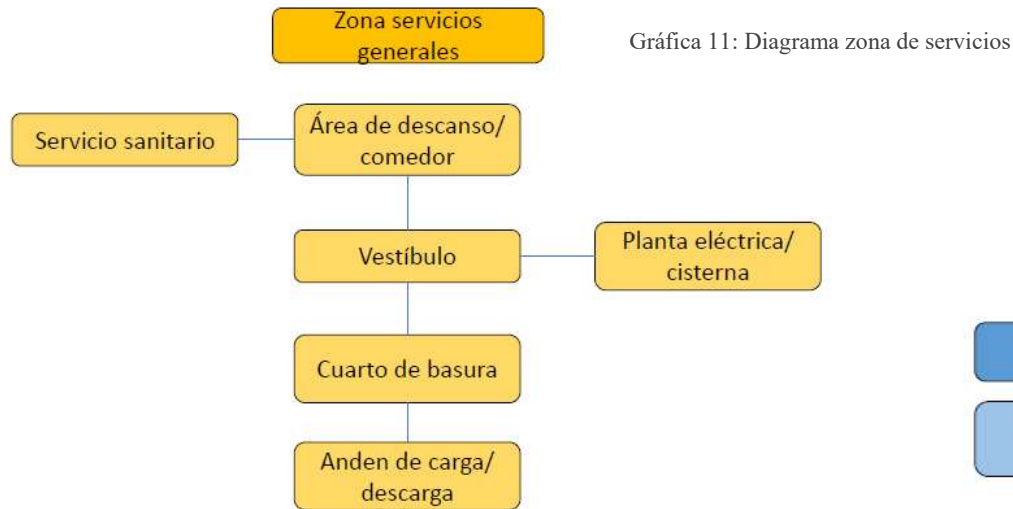 Zona servicios
generales
Gráfica 11: Diagrama zona de servicios
Servicio sanitario
Área de descanso/
comedor
Vestíbulo
Planta eléctrica/
cisterna
Cuarto de basura
Anden de carga/
descarga